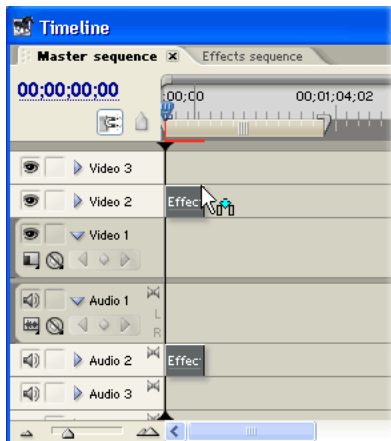 Timeline
Master sequence Effects sequence
00;00;00;00
;00;00 00;01;04;02
Video 3
Video 2 Effec
Video 1
Audio 1
L
R
Audio 2 Effec
Audio 3